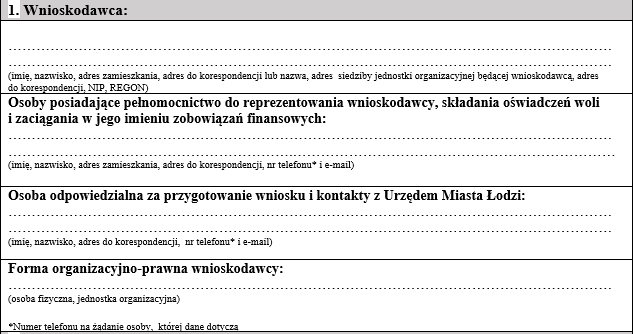 1. Wnioskodawca:
……………………………………………………………………………………………
……………………………………………………………………………………………
(imię, nazwisko, adres zamieszkania, adres do korespondencji lub nazwa, adres siedziby jednostki organizacyjnej będącej wnioskodawcą, adres
do korespondencji, NIP, REGON)
Osoby posiadające pełnomocnictwo do reprezentowania wnioskodawcy, składania oświadczeń woli
i zaciągania w jego imieniu zobowiązań finansowych:
……………………………………………………………………………………………
……………………………………………………………………………………………
(imię, nazwisko, adres zamieszkania, adres do korespondencji, nr telefonu* i e-mail)
Osoba odpowiedzialna za przygotowanie wniosku i kontakty z Urzędem Miasta Łodzi:
……………………………………………………………………………………………
……………………………………………………………………………………………
(imię, nazwisko, adres do korespondencji, nr telefonu* i e-mail)
Forma organizacyjno-prawna wnioskodawcy:
……………………………………………………………………………………………
(osoba fizyczna, jednostka organizacyjna)
*Numer telefonu na żądanie osoby, której dane dotyczą